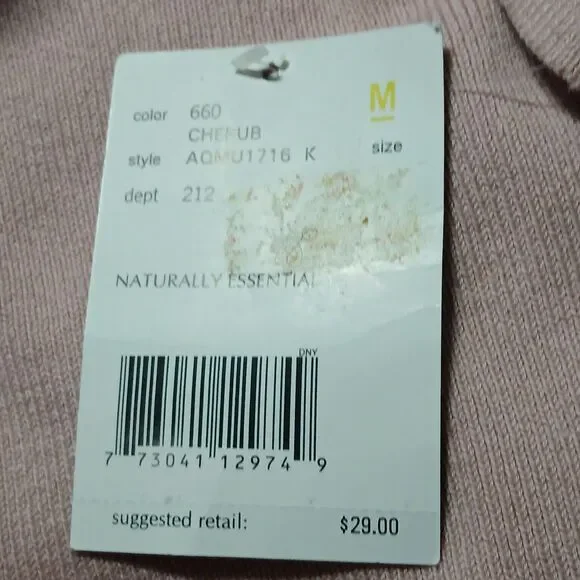 color 660
CHERUB
style AQMU1716 K
dept 212
M
size
NATURALLY ESSENTIAL
DNY
7 73041 12974 9
suggested retail: $29.00